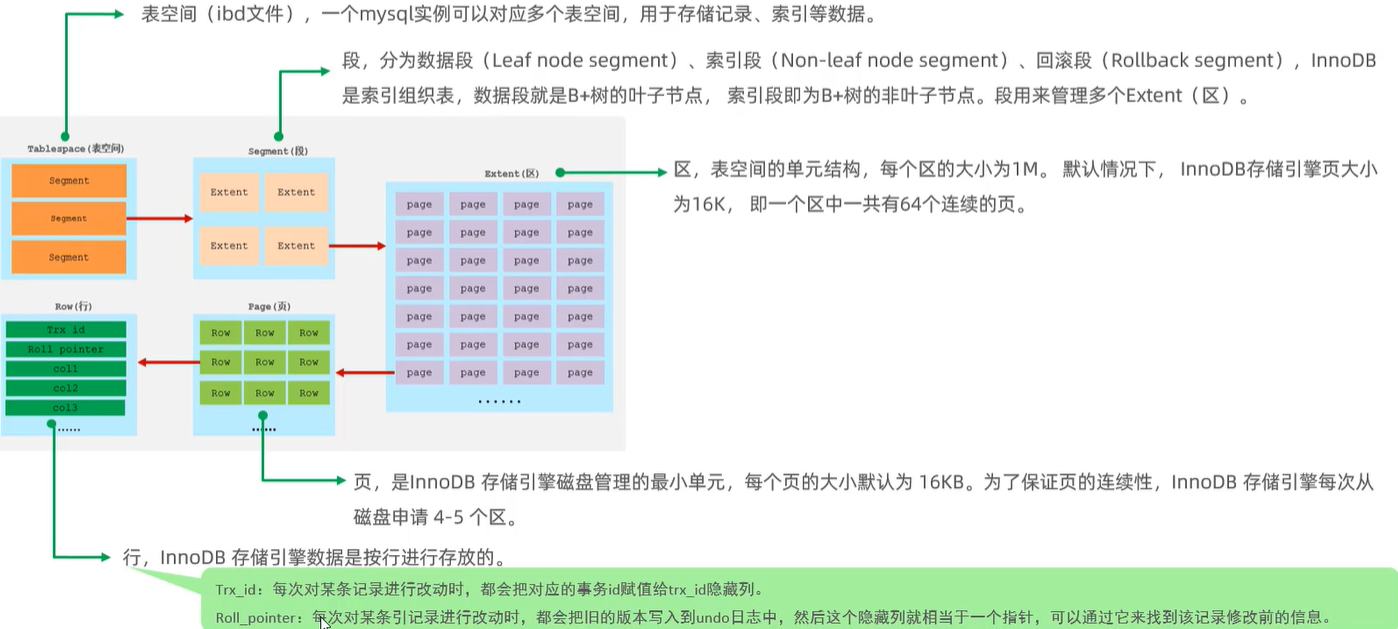 表空间（ibd文件），一个mysql实例可以对应多个表空间，用于存储记录、索引等数据。
段，分为数据段（Leaf node segment）、索引段（Non-leaf node segment）、回滚段（Rollback segment），InnoDB
是索引组织表，数据段就是B+树的叶子节点， 索引段即为B+树的非叶子节点。段用来管理多个Extent（区）。
Tablespace(表空间)
Segment
Segment
Segment
Segment(段)
Extent Extent
Extent Extent
Extent(区)
page page page page
page page page page
page page page page
page page page page
page page page page
page page page page
page page page page
......
区，表空间的单元结构，每个区的大小为1M。 默认情况下， InnoDB存储引擎页大小
为16K， 即一个区中一共有64个连续的页。
Row(行)
Trx id
Roll pointer
col1
col2
col3
......
Page(页)
Row Row Row
Row Row Row
Row Row Row
......
页，是InnoDB 存储引擎磁盘管理的最小单元，每个页的大小默认为 16KB。为了保证页的连续性，InnoDB 存储引擎每次从
磁盘申请 4-5 个区。
行，InnoDB 存储引擎数据是按行进行存放的。
Trx_id：每次对某条记录进行改动时，都会把对应的事务id赋值给trx_id隐藏列。
Roll_pointer：每次对某条引记录进行改动时，都会把旧的版本写入到undo日志中，然后这个隐藏列就相当于一个指针，可以通过它来找到该记录修改前的信息。